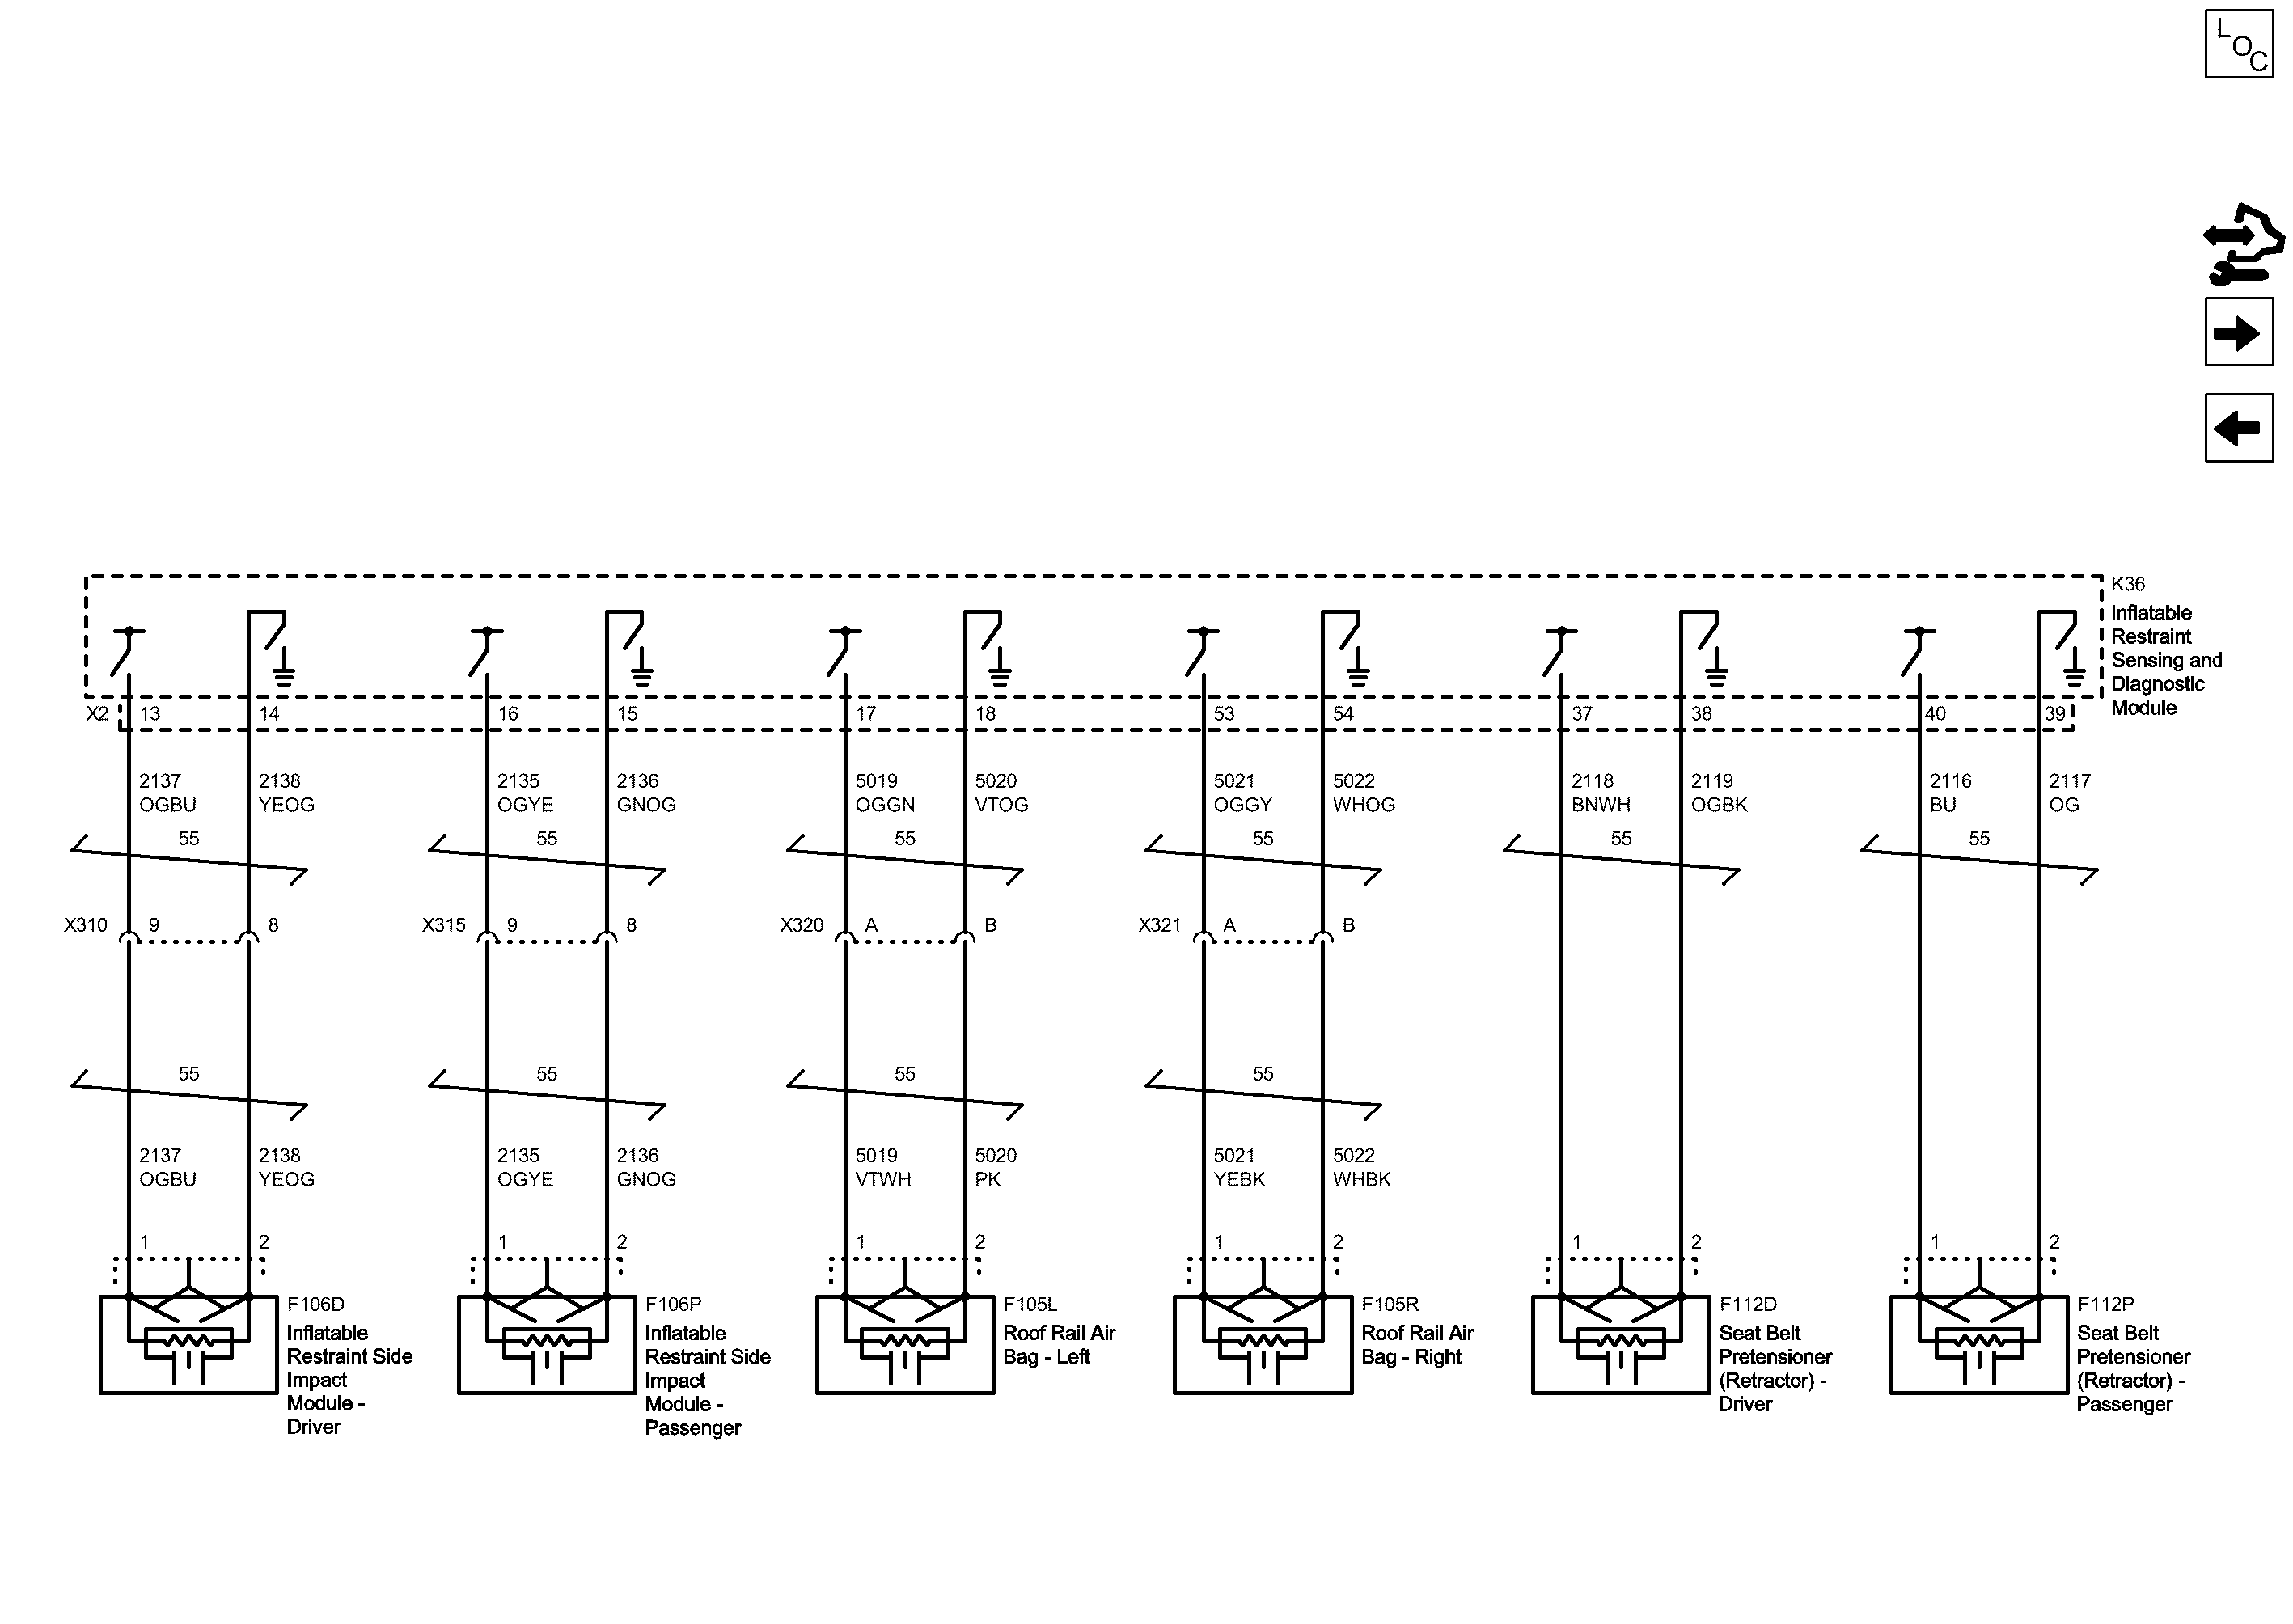 LOC
K36
Inflatable
Restraint
Sensing and
Diagnostic
Module
X2 13 14 16 15 17 18 53 54 37 38 40 39
2137 2138 2135 2136 5019 5020 5021 5022 2118 2119 2116 2117
OGBU YEOG OGYE GNOG OGGN VTOG OGGY WHOG BNWH OGBK BU OG
55 55 55 55 55 55
X310 9 8 X315 9 8 X320 A B X321 A B
55 55 55 55
2137 2138 2135 2136 5019 5020 5021 5022
OGBU YEOG OGYE GNOG VTWH PK YEBK WHBK
1 2 1 2 1 2 1 2 1 2 1 2
F106D
Inflatable
Restraint Side
Impact
Module -
Driver
F106P
Inflatable
Restraint Side
Impact
Module -
Passenger
F105L
Roof Rail Air
Bag - Left
F105R
Roof Rail Air
Bag - Right
F112D
Seat Belt
Pretensioner
(Retractor) -
Driver
F112P
Seat Belt
Pretensioner
(Retractor) -
Passenger